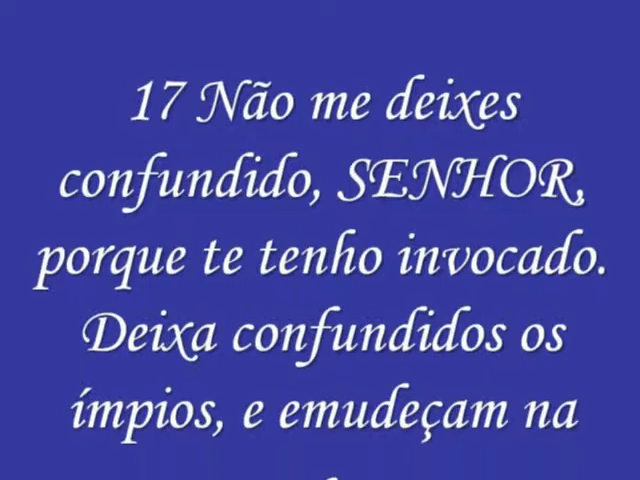 17 Não me deixes
confundido, SENHOR,
porque te tenho invocado.
Deixa confundidos os
ímpios, e emudeçam na